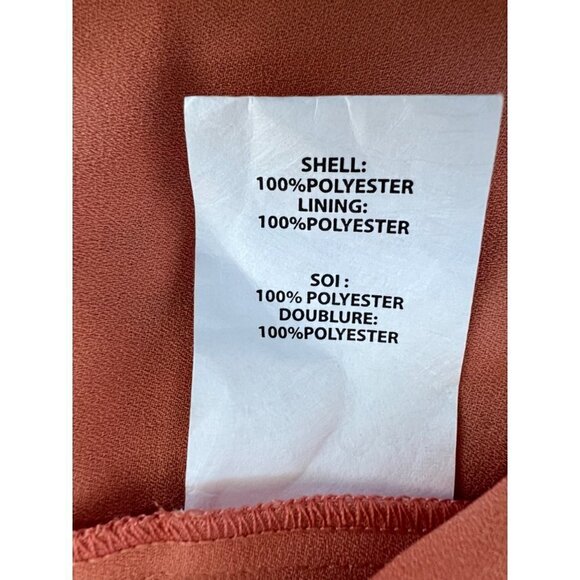 SHELL:
100%POLYESTER
LINING:
100%POLYESTER
SOI :
100% POLYESTER
DOUBLURE:
100%POLYESTER